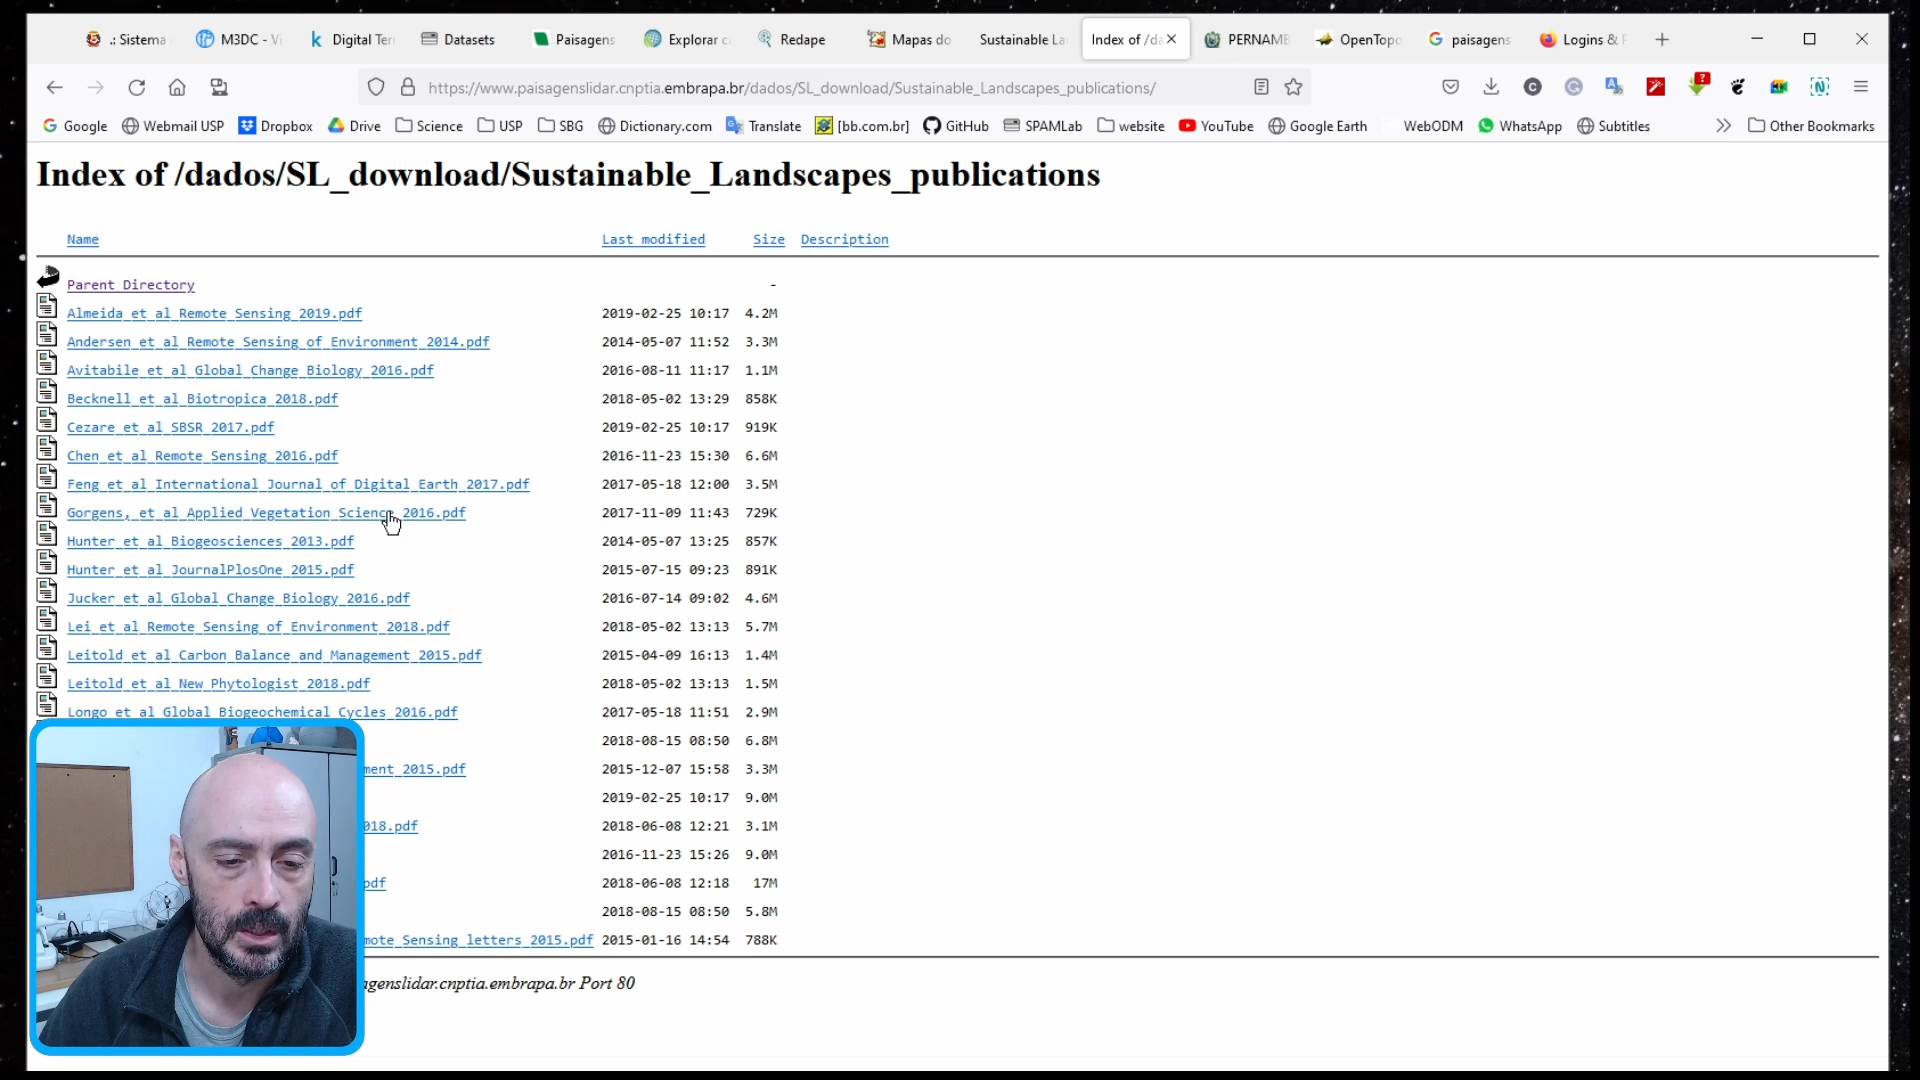 .: Sistema
M3DC - Vi
Digital Terr
Datasets
Paisagens
Explorar c
Redape
Mapas do
Sustainable La
Index of /da
PERNAMB
OpenTopo
paisagens
Logins & P
https://www.paisagenslidar.cnptia.embrapa.br/dados/SL_download/Sustainable_Landscapes_publications/
Google
Webmail USP
Dropbox
Drive
Science
USP
SBG
Dictionary.com
Translate
[bb.com.br]
GitHub
SPAMLab
website
YouTube
Google Earth
WebODM
WhatsApp
Subtitles
Other Bookmarks
Index of /dados/SL_download/Sustainable_Landscapes_publications
Name Last modified Size Description
Parent Directory -
Almeida_et_al_Remote_Sensing_2019.pdf 2019-02-25 10:17 4.2M
Andersen_et_al_Remote_Sensing_of_Environment_2014.pdf 2014-05-07 11:52 3.3M
Avitabile_et_al_Global_Change_Biology_2016.pdf 2016-08-11 11:17 1.1M
Becknell_et_al_Biotropica_2018.pdf 2018-05-02 13:29 858K
Cezare_et_al_SBSR_2017.pdf 2019-02-25 10:17 919K
Chen_et_al_Remote_Sensing_2016.pdf 2016-11-23 15:30 6.6M
Feng_et_al_International_Journal_of_Digital_Earth_2017.pdf 2017-05-18 12:00 3.5M
Gorgens,_et_al_Applied_Vegetation_Science_2016.pdf 2017-11-09 11:43 729K
Hunter_et_al_Biogeosciences_2013.pdf 2014-05-07 13:25 857K
Hunter_et_al_JournalPlosOne_2015.pdf 2015-07-15 09:23 891K
Jucker_et_al_Global_Change_Biology_2016.pdf 2016-07-14 09:02 4.6M
Lei_et_al_Remote_Sensing_of_Environment_2018.pdf 2018-05-02 13:13 5.7M
Leitold_et_al_Carbon_Balance_and_Management_2015.pdf 2015-04-09 16:13 1.4M
Leitold_et_al_New_Phytologist_2018.pdf 2018-05-02 13:13 1.5M
Longo_et_al_Global_Biogeochemical_Cycles_2016.pdf 2017-05-18 11:51 2.9M
2018-08-15 08:50 6.8M
ment_2015.pdf 2015-12-07 15:58 3.3M
2019-02-25 10:17 9.0M
018.pdf 2018-06-08 12:21 3.1M
2016-11-23 15:26 9.0M
pdf 2018-06-08 12:18 17M
2018-08-15 08:50 5.8M
mote_Sensing_letters_2015.pdf 2015-01-16 14:54 788K
agenslidar.cnptia.embrapa.br Port 80